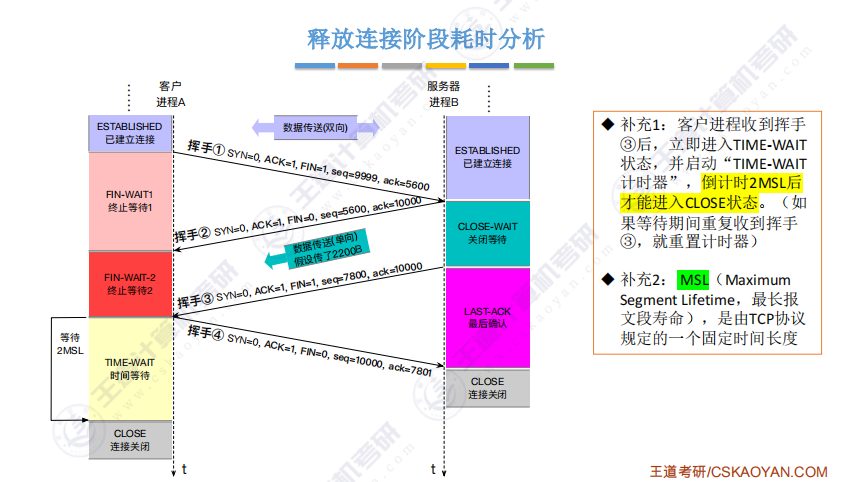 释放连接阶段耗时分析
客户
进程A
服务器
进程B
ESTABLISHED
已建立连接
数据传送(双向)
ESTABLISHED
已建立连接
挥手① SYN=0, ACK=1, FIN=1, seq=9999, ack=5600
FIN-WAIT1
终止等待1
挥手② SYN=0, ACK=1, FIN=0, seq=5600, ack=10000
CLOSE-WAIT
关闭等待
数据传送(单向)
假设传了2200B
FIN-WAIT-2
终止等待2
挥手③ SYN=0, ACK=1, FIN=1, seq=7800, ack=10000
LAST-ACK
最后确认
挥手④ SYN=0, ACK=1, FIN=0, seq=10000, ack=7801
等待
2MSL
TIME-WAIT
时间等待
CLOSE
连接关闭
CLOSE
连接关闭
t
t
◆ 补充1：客户进程收到挥手
③后，立即进入TIME-WAIT
状态，并启动“TIME-WAIT
计时器”，倒计时2MSL后
才能进入CLOSE状态。（如
果等待期间重复收到挥手
③，就重置计时器）
◆ 补充2：MSL（Maximum
Segment Lifetime，最长报
文段寿命），是由TCP协议
规定的一个固定时间长度
王道考研/CSKAOYAN.COM
王道计算机考研
www.cskaoyan.com